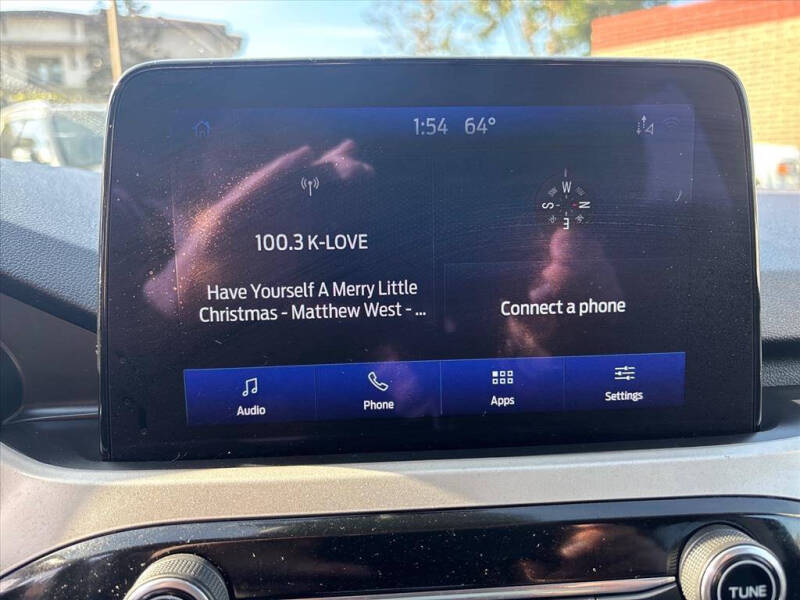 1:54 64°
100.3 K-LOVE
Have Yourself A Merry Little
Christmas - Matthew West - ...
W
S N
E
Connect a phone
Audio Phone Apps Settings
TUNE